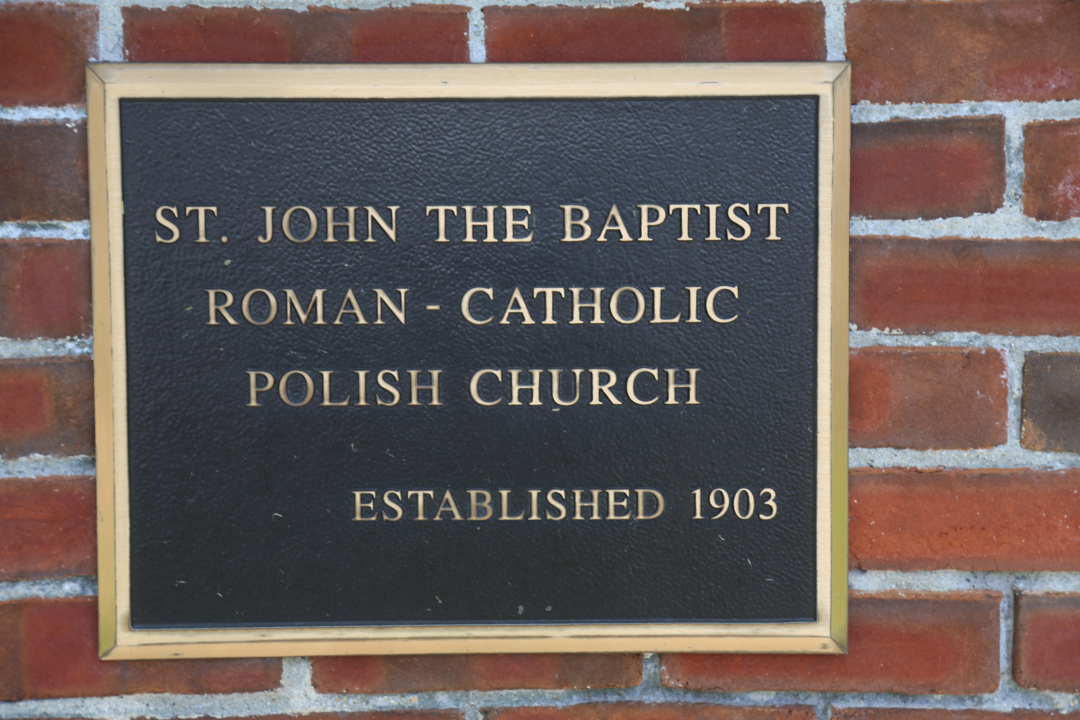 ST. JOHN THE BAPTIST
ROMAN - CATHOLIC
POLISH CHURCH
ESTABLISHED 1903